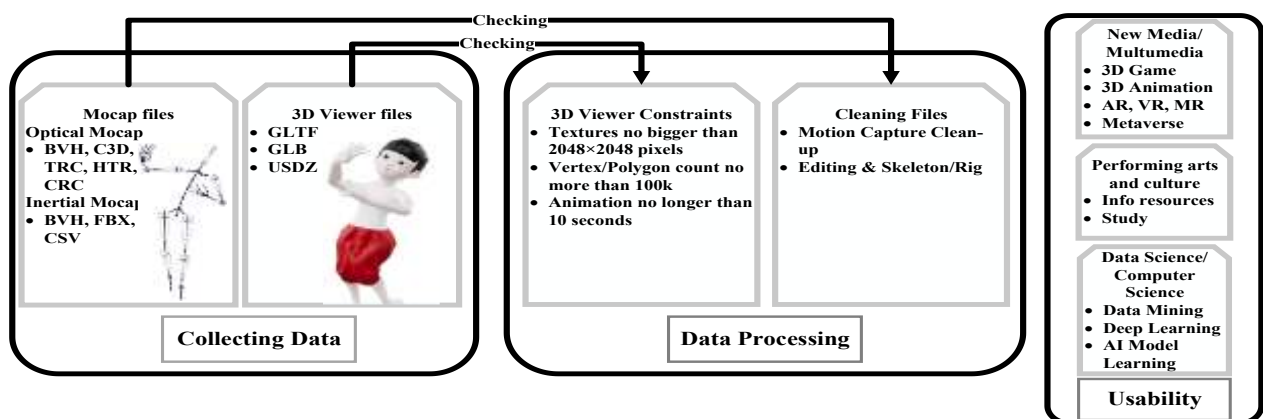 Checking
Checking
Mocap files
Optical Mocap
• BVH, C3D,
TRC, HTR,
CRC
Inertial Mocap
• BVH, FBX,
CSV
3D Viewer files
• GLTF
• GLB
• USDZ
Collecting Data
3D Viewer Constraints
• Textures no bigger than
2048×2048 pixels
• Vertex/Polygon count no
more than 100k
• Animation no longer than
10 seconds
Cleaning Files
• Motion Capture Clean-
up
• Editing & Skeleton/Rig
Data Processing
New Media/
Multumedia
• 3D Game
• 3D Animation
• AR, VR, MR
• Metaverse
Performing arts
and culture
• Info resources
• Study
Data Science/
Computer
Science
• Data Mining
• Deep Learning
• AI Model
Learning
Usability